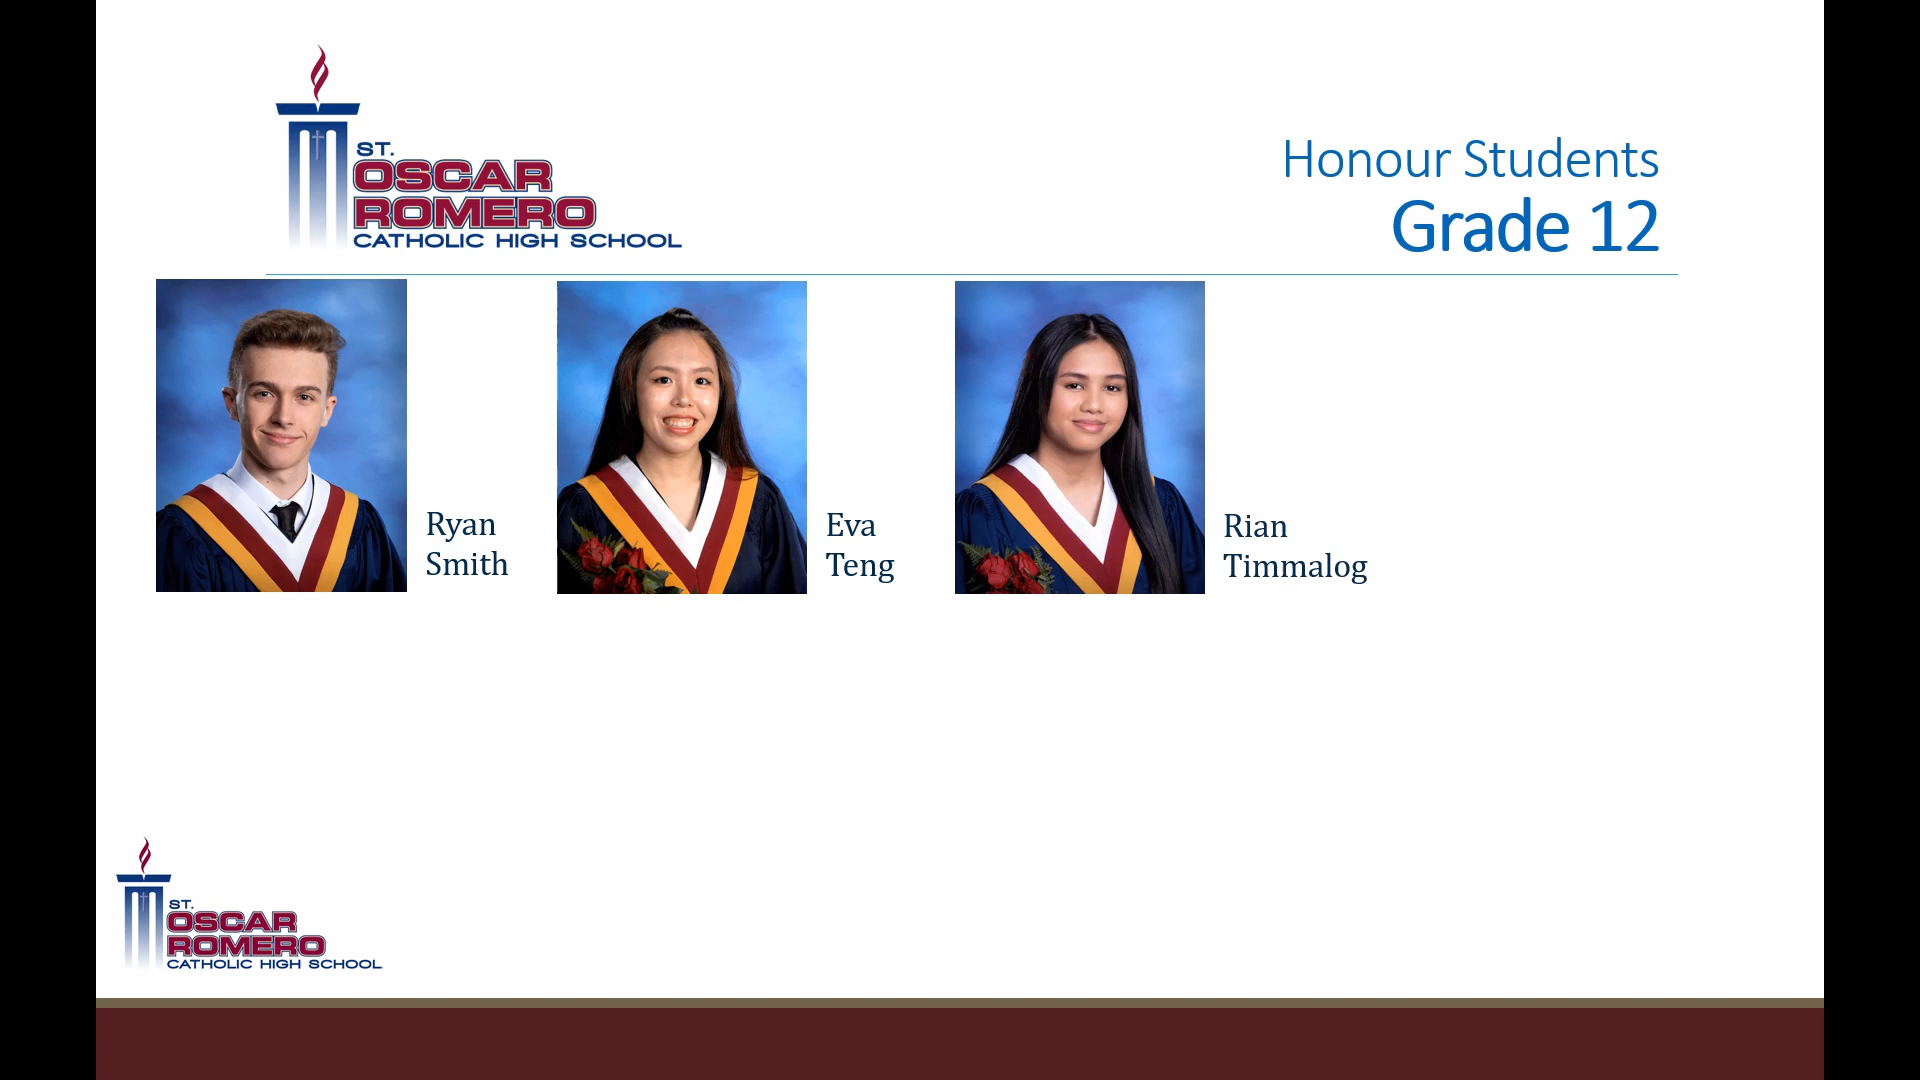 ST.
OSCAR
ROMERO
CATHOLIC HIGH SCHOOL
Honour Students
Grade 12
Ryan
Smith
Eva
Teng
Rian
Timmalog
ST.
OSCAR
ROMERO
CATHOLIC HIGH SCHOOL